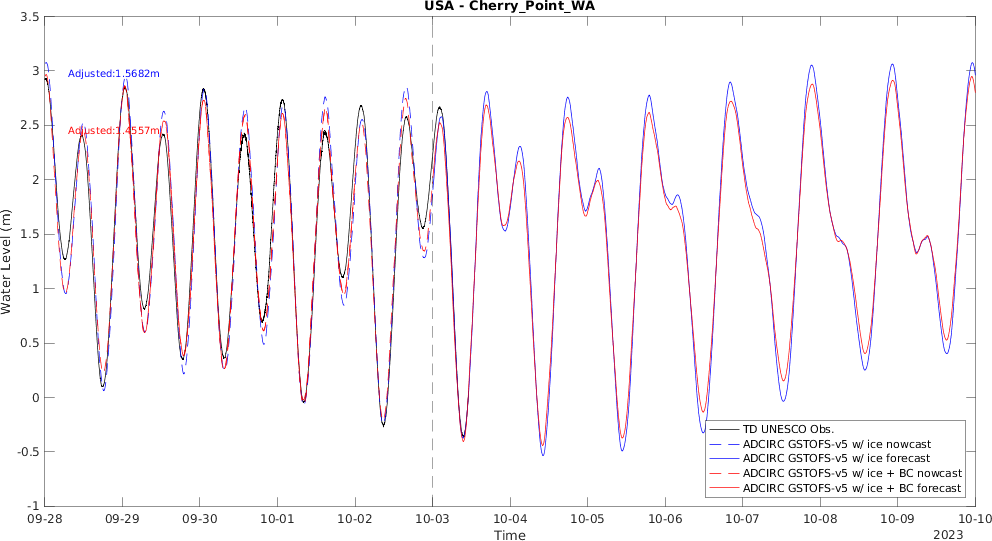 USA - Cherry_Point_WA
3.5
3
2.5
2
1.5
1
0.5
0
-0.5
-1
Water Level (m)
Adjusted:1.5682m
Adjusted:1.4557m
TD UNESCO Obs.
ADCIRC GSTOFS-v5 w/ ice nowcast
ADCIRC GSTOFS-v5 w/ ice forecast
ADCIRC GSTOFS-v5 w/ ice + BC nowcast
ADCIRC GSTOFS-v5 w/ ice + BC forecast
09-28 09-29 09-30 10-01 10-02 10-03 10-04 10-05 10-06 10-07 10-08 10-09 10-10
Time
2023